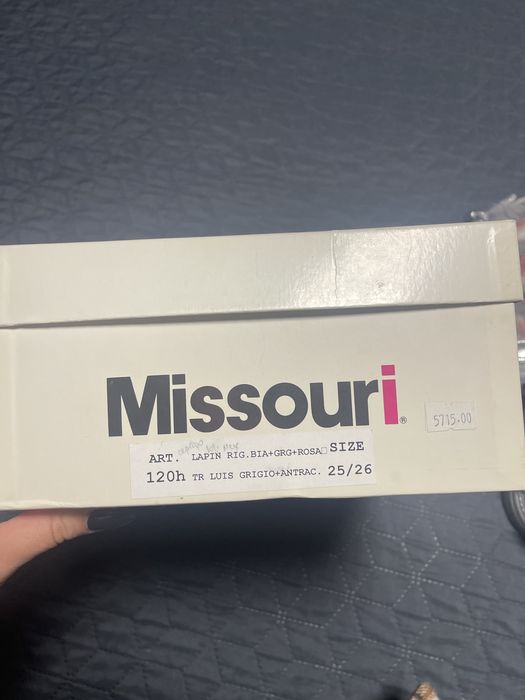 Missouri®
5715.00
ART. LAPIN RIG.BIA+GRG+ROSA□ SIZE
120h TR LUIS GRIGIO+ANTRAC. 25/26